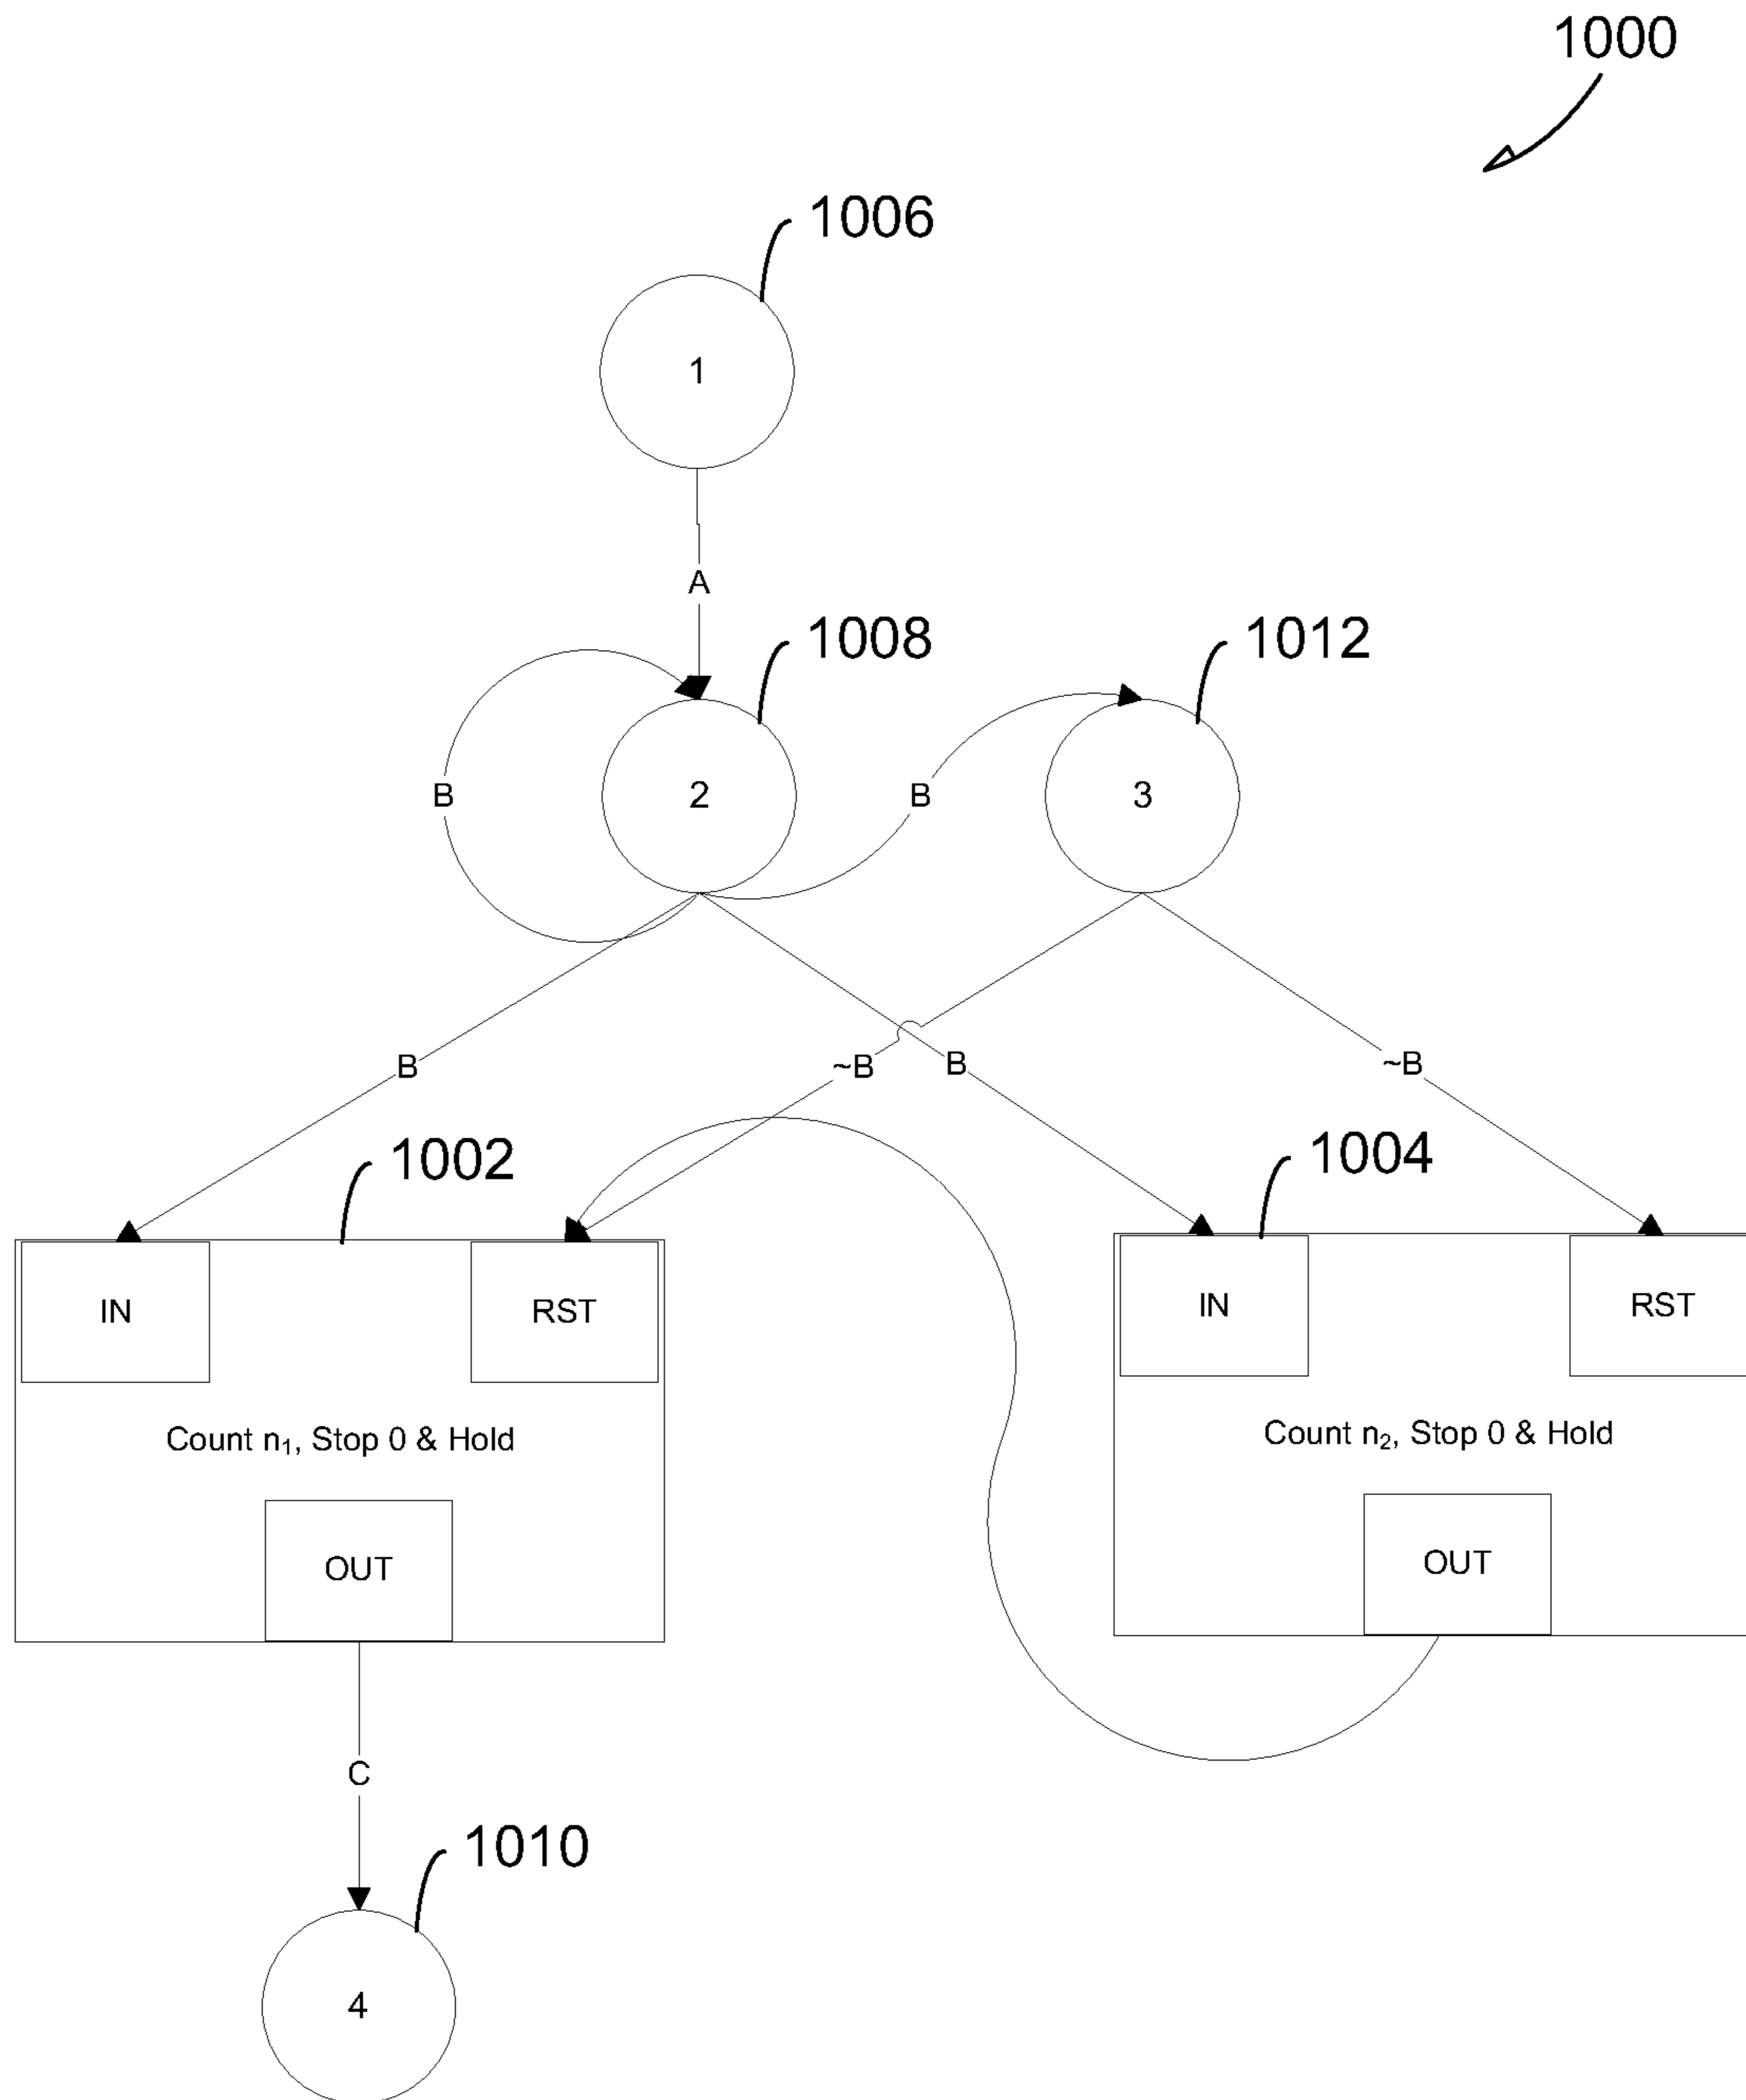 1000
1006
1
A
1008
1012
B
2
B
3
B
~B
B
~B
1002
1004
IN
RST
IN
RST
Count n₁, Stop 0 & Hold
Count n₂, Stop 0 & Hold
OUT
OUT
C
1010
4